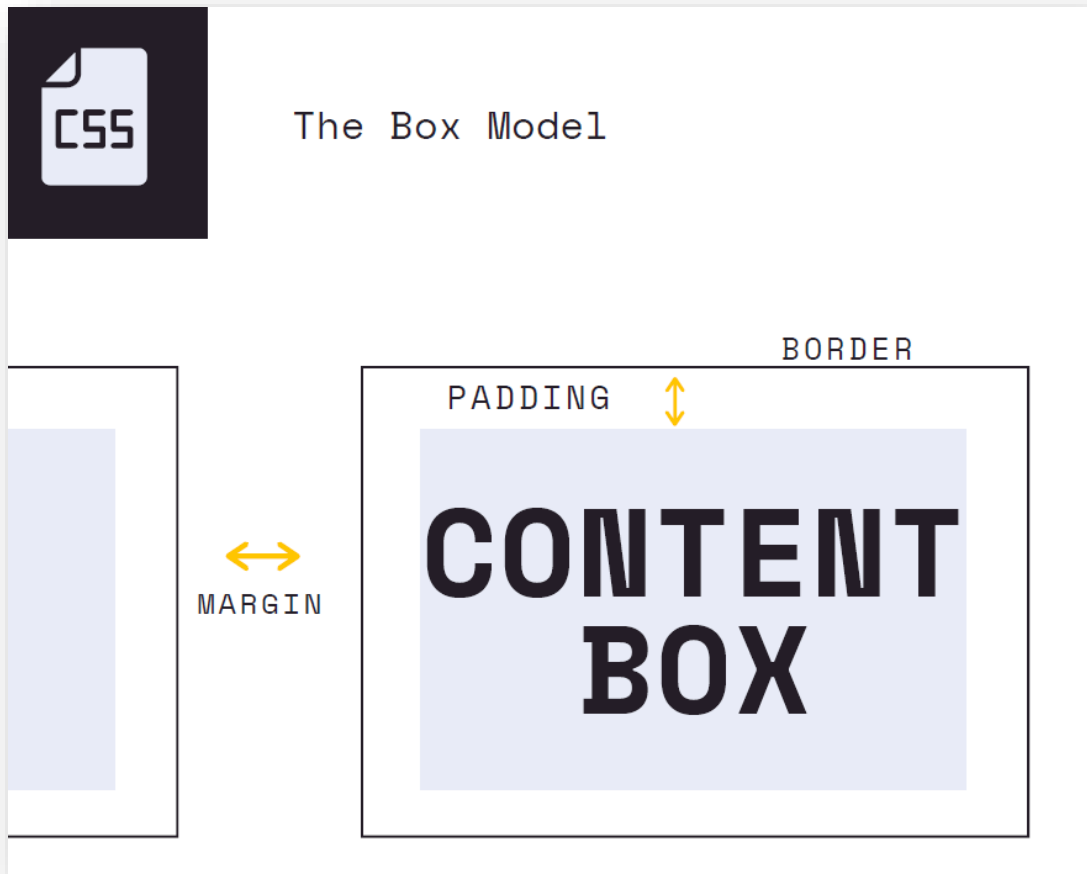 CSS
The Box Model
BORDER
PADDING
CONTENT
BOX
MARGIN